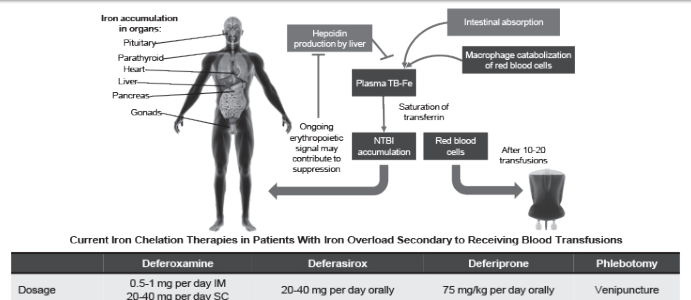 Iron accumulation
in organs:
Pituitary
Parathyroid
Heart
Liver
Pancreas
Gonads
Hepcidin
production by liver
Intestinal absorption
Macrophage catabolization
of red blood cells
Plasma TB-Fe
Saturation of
transferrin
Ongoing
erythropoietic
signal may
contribute to
suppression
NTBI
accumulation
Red blood
cells
After 10-20
transfusions
Current Iron Chelation Therapies in Patients With Iron Overload Secondary to Receiving Blood Transfusions
Deferoxamine Deferasirox Deferiprone Phlebotomy
Dosage
0.5-1 mg per day IM
20-40 mg per day SC
20-40 mg per day orally
75 mg/kg per day orally
Venipuncture